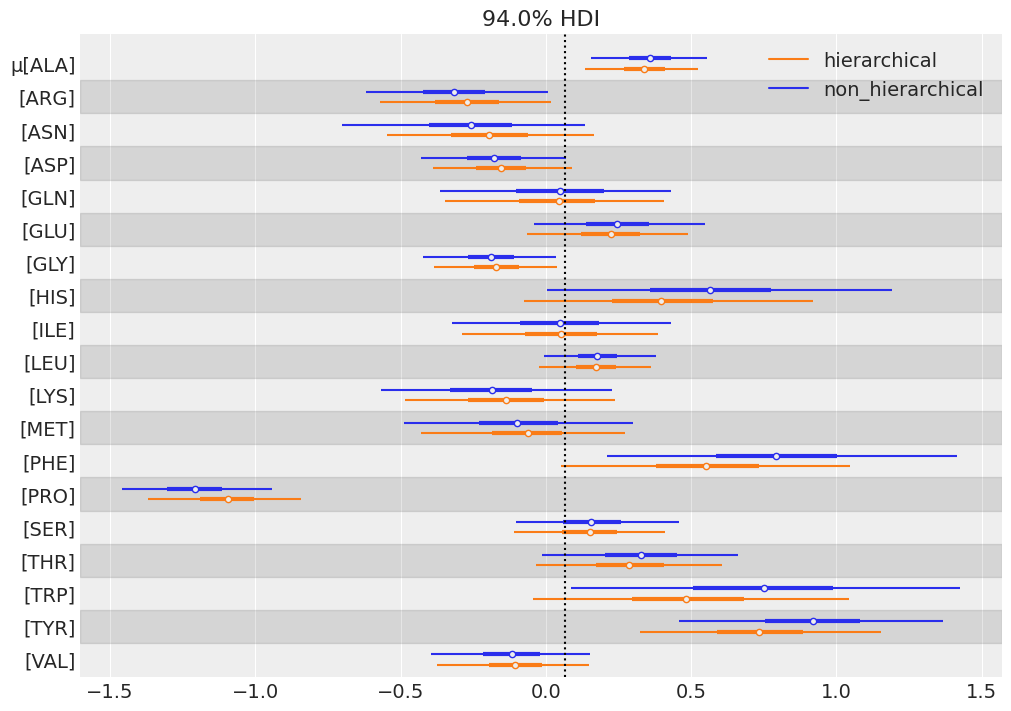 94.0% HDI
hierarchical
non_hierarchical
μ[ALA]
[ARG]
[ASN]
[ASP]
[GLN]
[GLU]
[GLY]
[HIS]
[ILE]
[LEU]
[LYS]
[MET]
[PHE]
[PRO]
[SER]
[THR]
[TRP]
[TYR]
[VAL]
−1.5 −1.0 −0.5 0.0 0.5 1.0 1.5